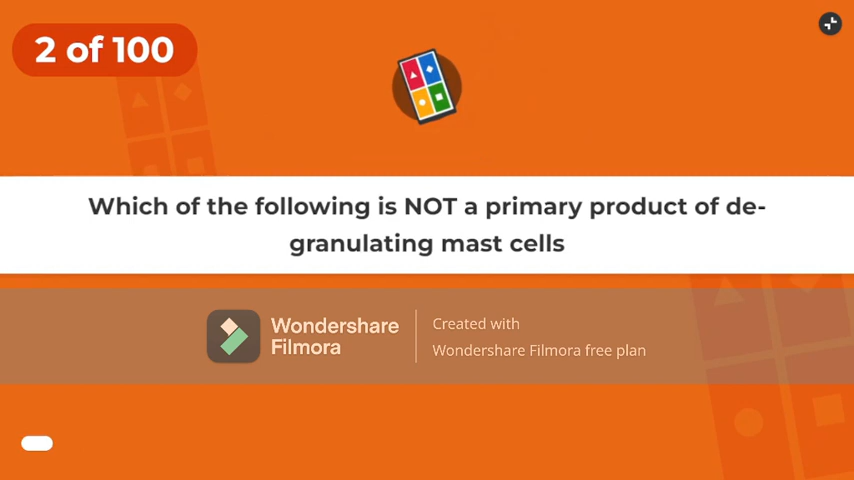 2 of 100
Which of the following is NOT a primary product of de-
granulating mast cells
Wondershare
Filmora
Created with
Wondershare Filmora free plan